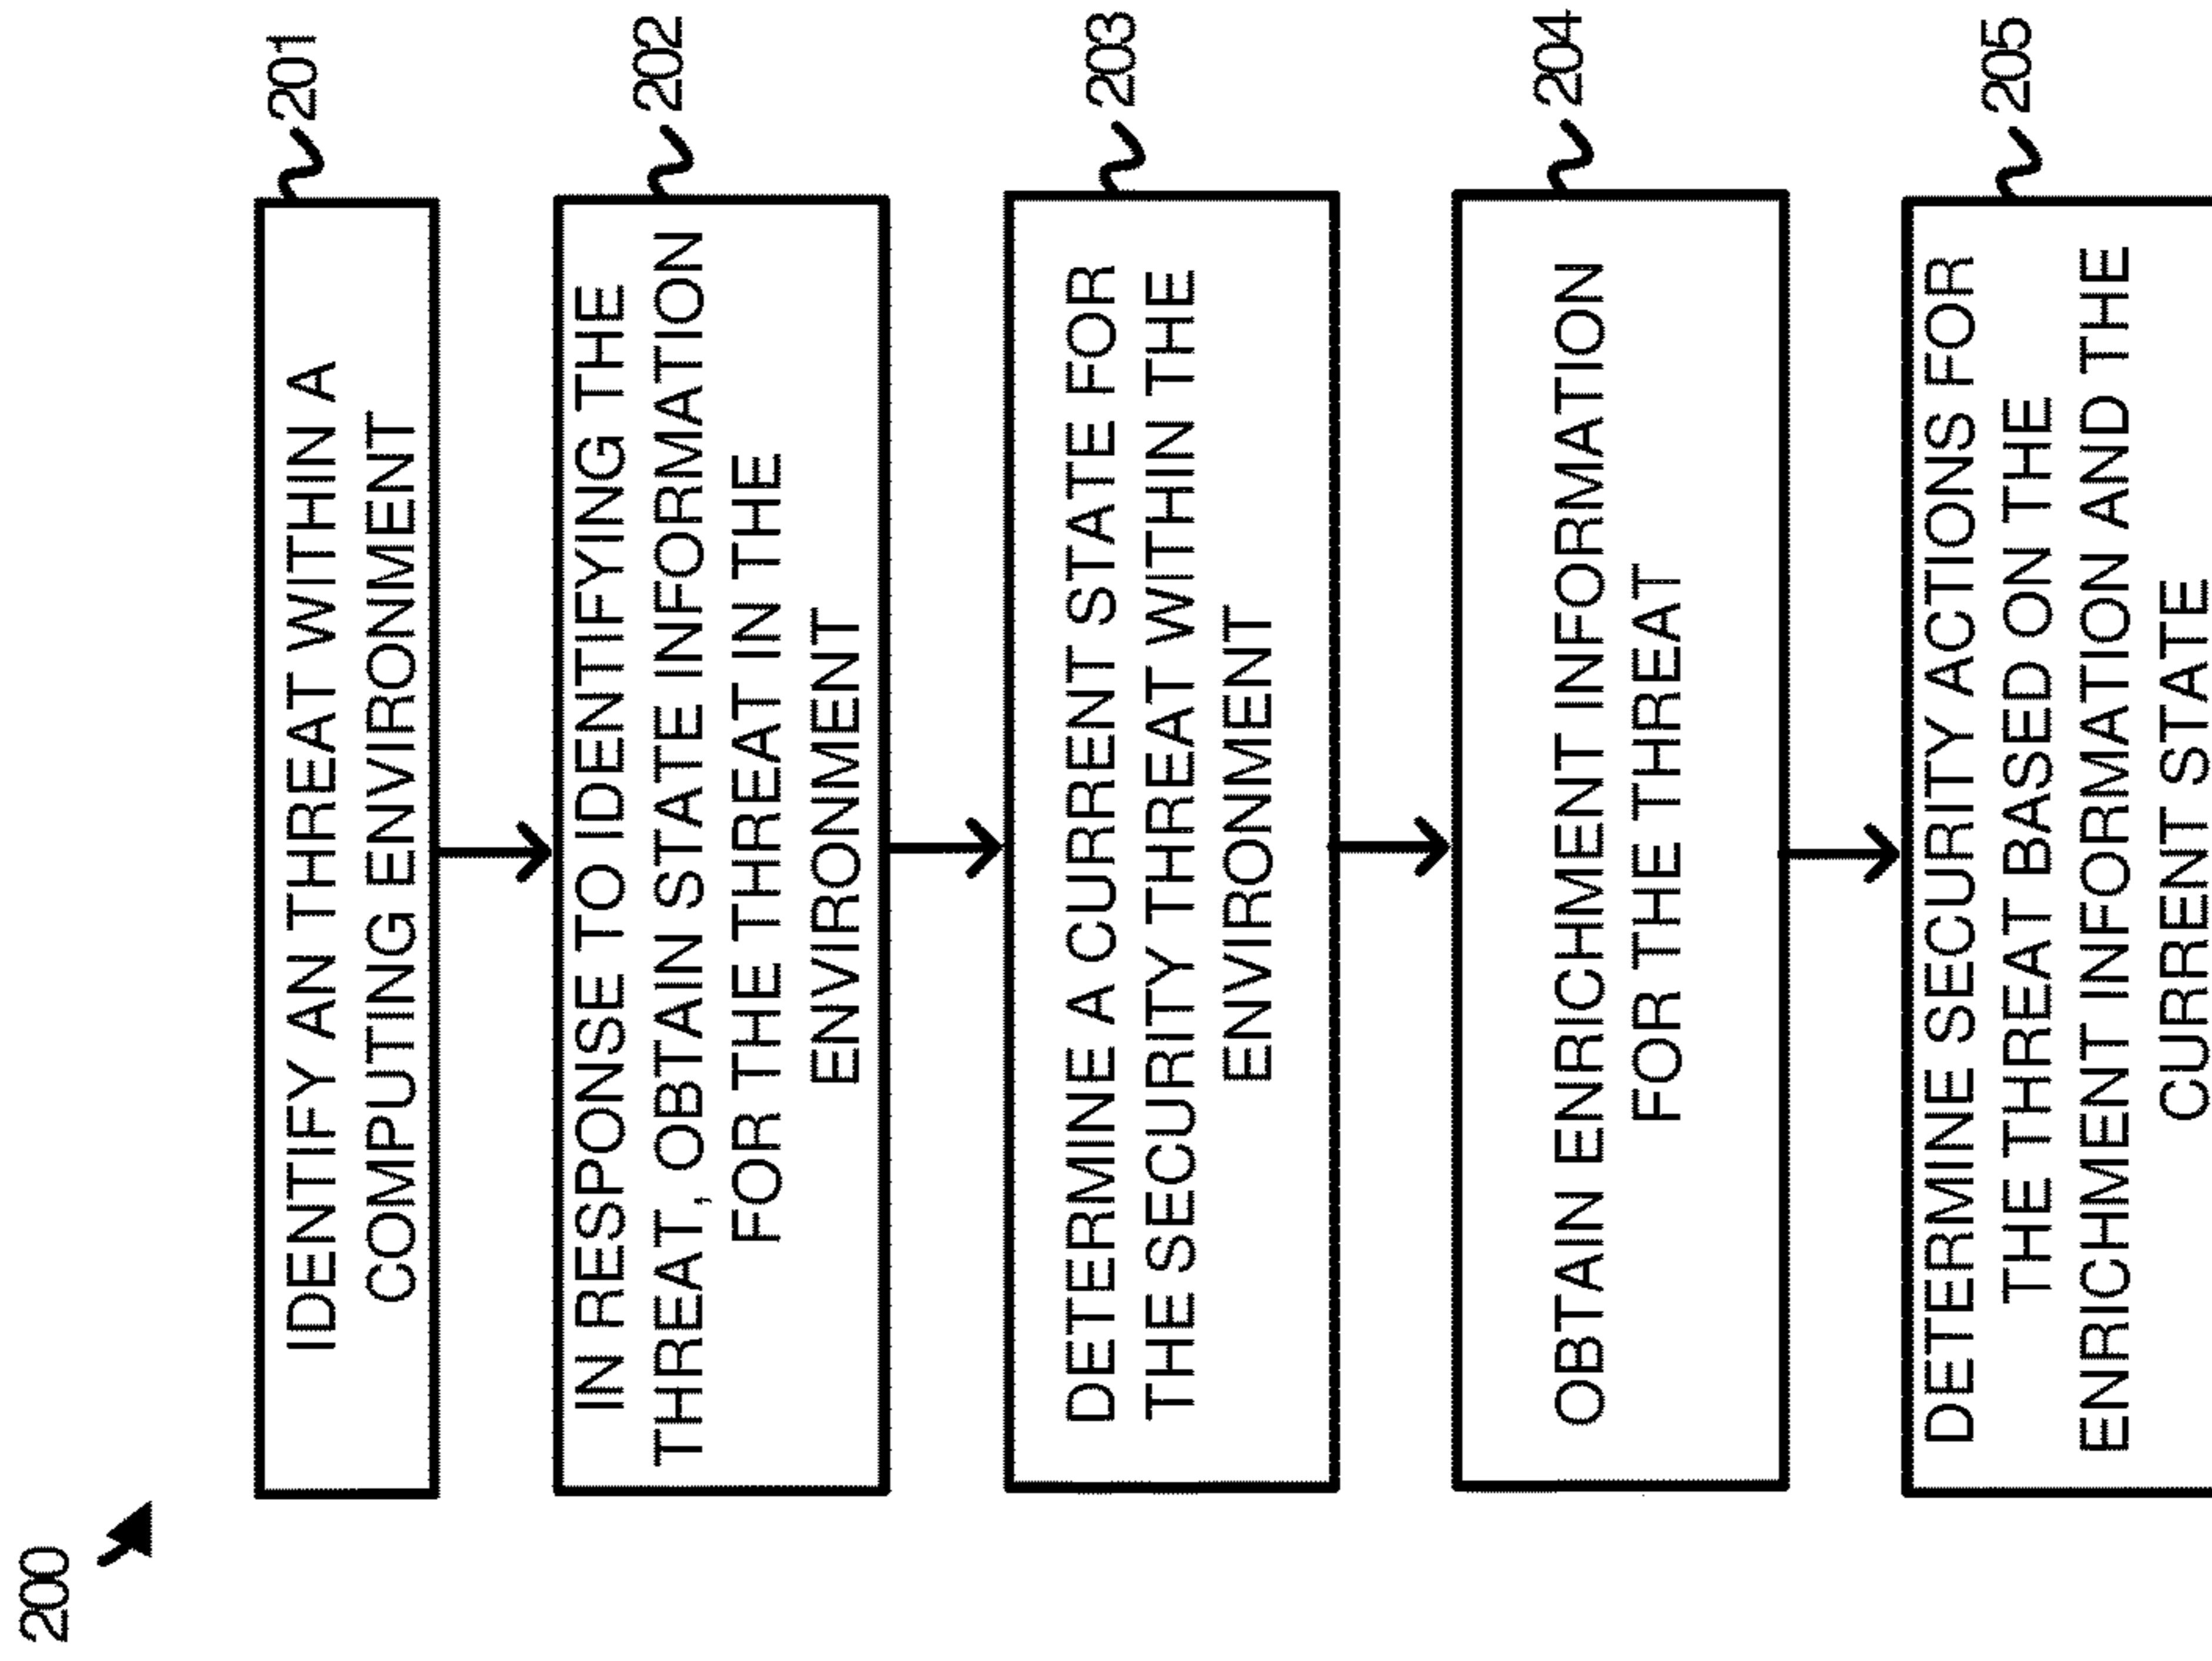 200
IDENTIFY AN THREAT WITHIN A
COMPUTING ENVIRONMENT
201
IN RESPONSE TO IDENTIFYING THE
THREAT, OBTAIN STATE INFORMATION
FOR THE THREAT IN THE
ENVIRONMENT
202
DETERMINE A CURRENT STATE FOR
THE SECURITY THREAT WITHIN THE
ENVIRONMENT
203
OBTAIN ENRICHMENT INFORMATION
FOR THE THREAT
204
DETERMINE SECURITY ACTIONS FOR
THE THREAT BASED ON THE
ENRICHMENT INFORMATION AND THE
CURRENT STATE
205